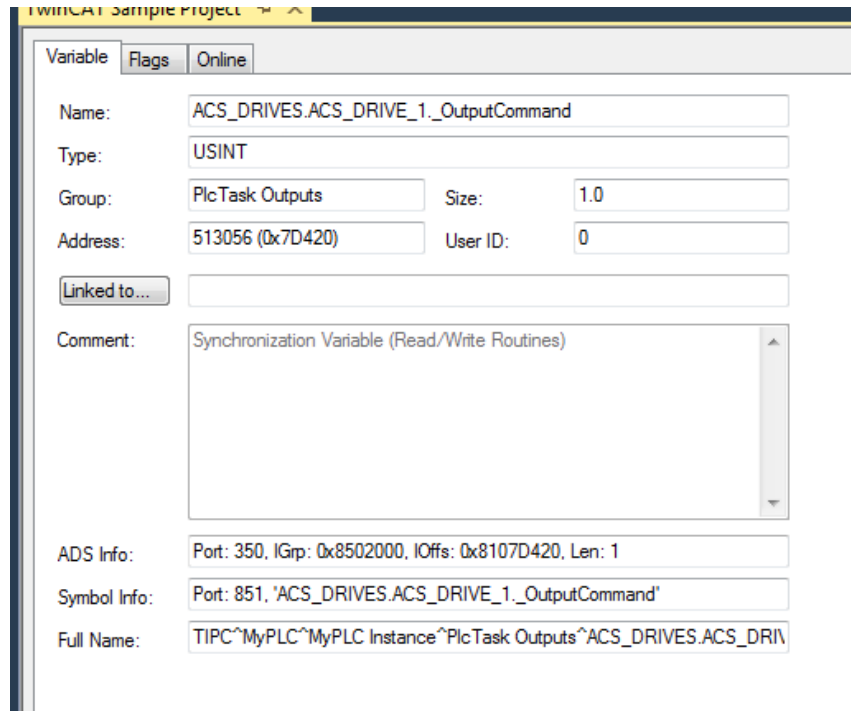 TwinCAT Sample Project
Variable Flags Online
Name: ACS_DRIVES.ACS_DRIVE_1._OutputCommand
Type: USINT
Group: PlcTask Outputs Size: 1.0
Address: 513056 (0x7D420) User ID: 0
Linked to...
Comment: Synchronization Variable (Read/Write Routines)
ADS Info: Port: 350, IGrp: 0x8502000, IOffs: 0x8107D420, Len: 1
Symbol Info: Port: 851, 'ACS_DRIVES.ACS_DRIVE_1._OutputCommand'
Full Name: TIPC^MyPLC^MyPLC Instance^PlcTask Outputs^ACS_DRIVES.ACS_DRIV